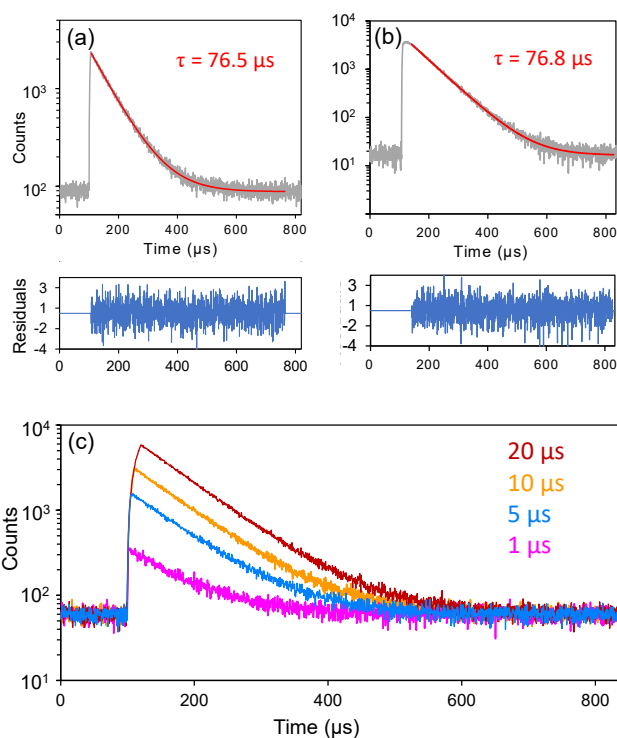 (a)
τ = 76.5 µs
Counts
10³
10²
0 200 400 600 800
Time (µs)
Residuals
3
1
-2
-4
0 200 400 600 800
(b)
τ = 76.8 µs
10⁴
10³
10²
10¹
0 200 400 600 800
Time (µs)
3
1
-2
-4
0 200 400 600 800
(c)
20 µs
10 µs
5 µs
1 µs
Counts
10⁴
10³
10²
10¹
0 200 400 600 800
Time (µs)